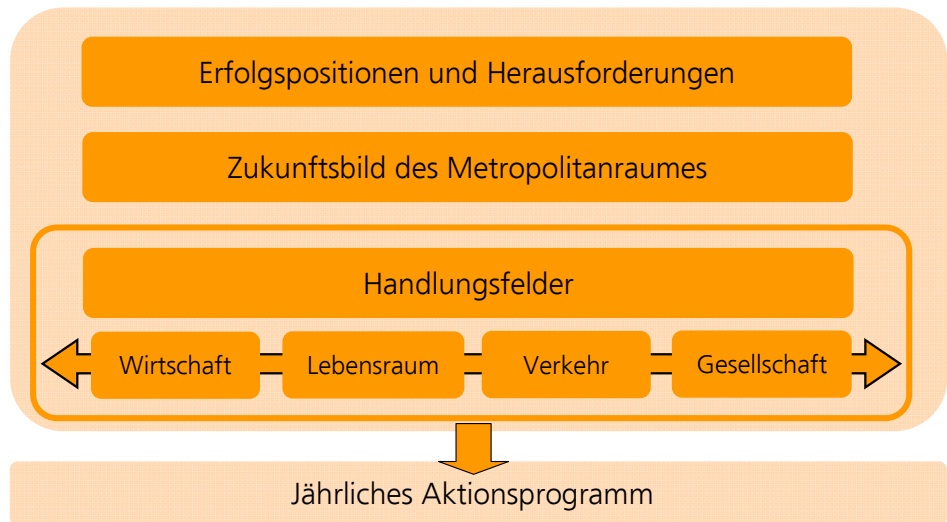 Erfolgspositionen und Herausforderungen
Zukunftsbild des Metropolitanraumes
Handlungsfelder
Wirtschaft
Lebensraum
Verkehr
Gesellschaft
Jährliches Aktionsprogramm